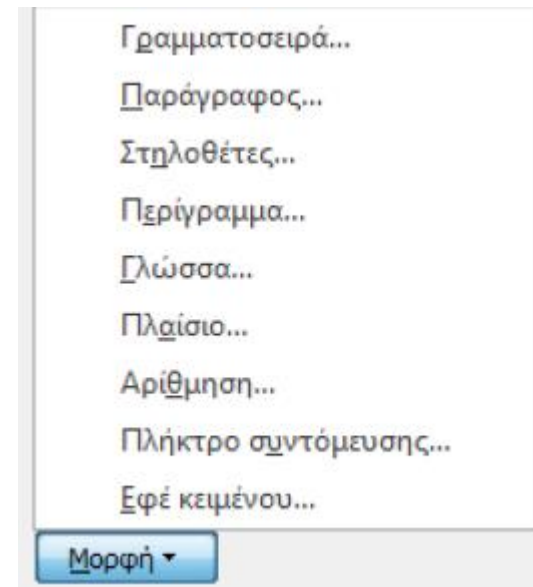 Γραμματοσειρά...
Παράγραφος...
Στηλοθέτες...
Περίγραμμα...
Γλώσσα...
Πλαίσιο...
Αρίθμηση...
Πλήκτρο συντόμευσης...
Εφέ κειμένου...
Μορφή